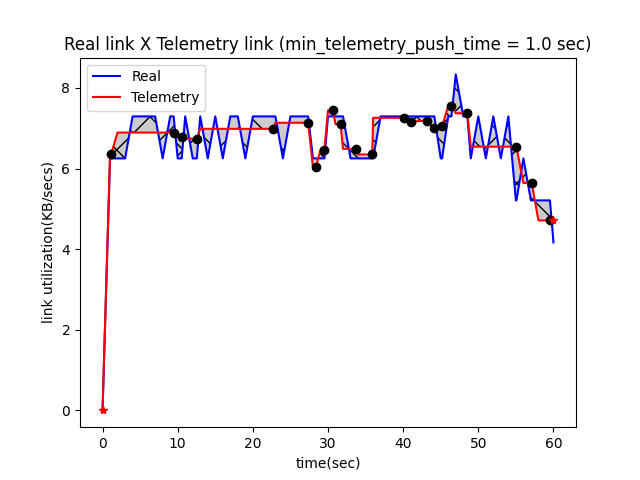 Real link X Telemetry link (min_telemetry_push_time = 1.0 sec)
Real
Telemetry
8
6
4
2
0
link utilization(KB/secs)
0 10 20 30 40 50 60
time(sec)